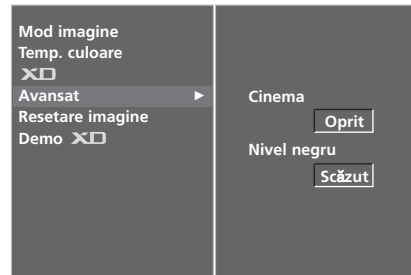 Mod imagine
Temp. culoare
XD
Avansat ►
Resetare imagine
Demo XD
Cinema
Oprit
Nivel negru
Scăzut